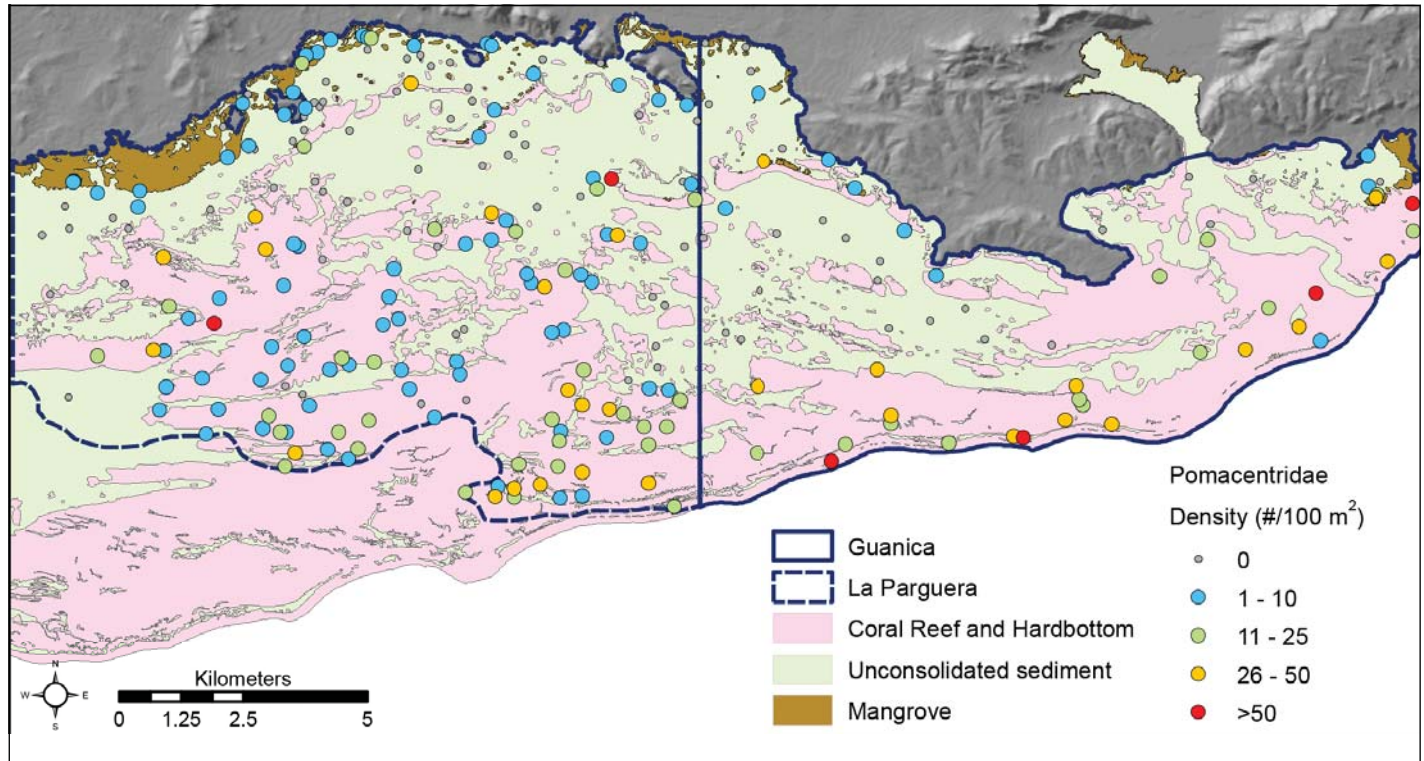 Pomacentridae
Density (#/100 m²)
0
1 - 10
11 - 25
26 - 50
>50
Guanica
La Parguera
Coral Reef and Hardbottom
Unconsolidated sediment
Mangrove
N
W E
S
Kilometers
0 1.25 2.5 5